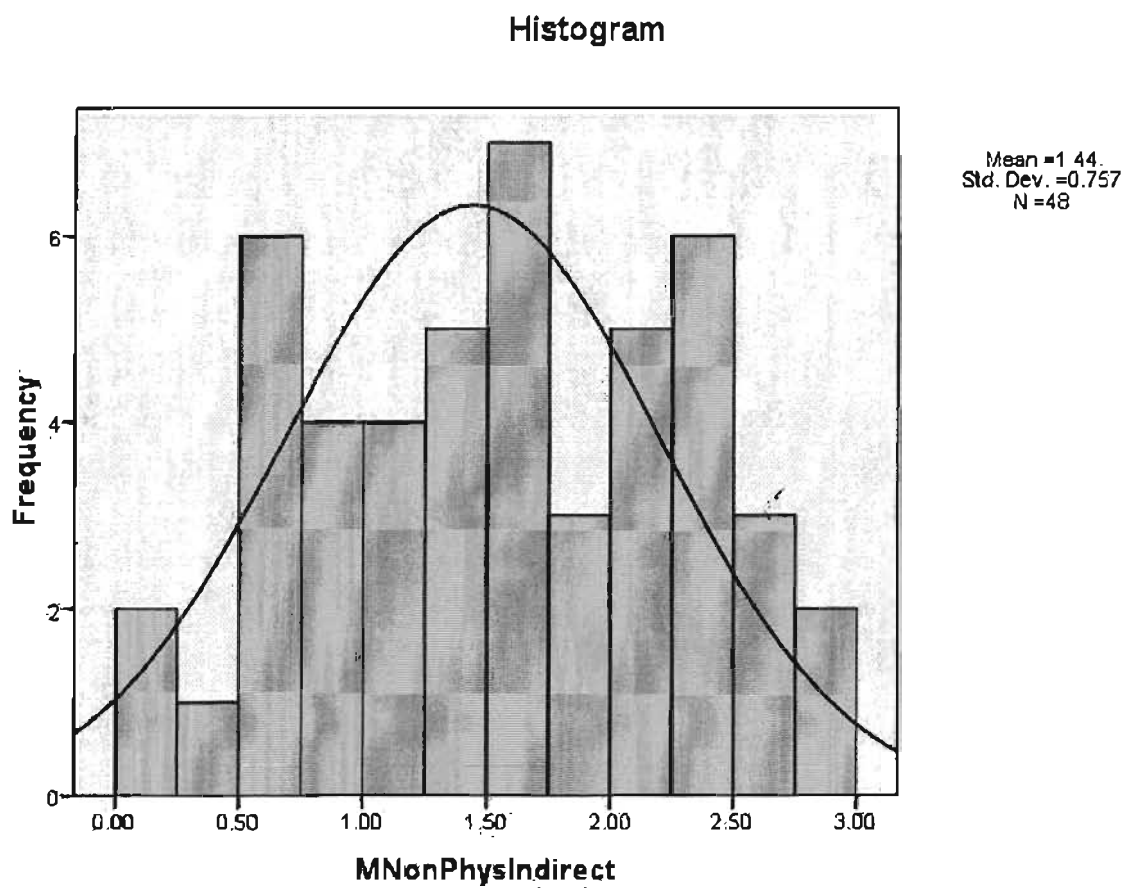 Histogram
Mean =1.44
Std. Dev. =0.757
N =48
Frequency
6
4
2
0
0.00 0.50 1.00 1.50 2.00 2.50 3.00
MNonPhysIndirect